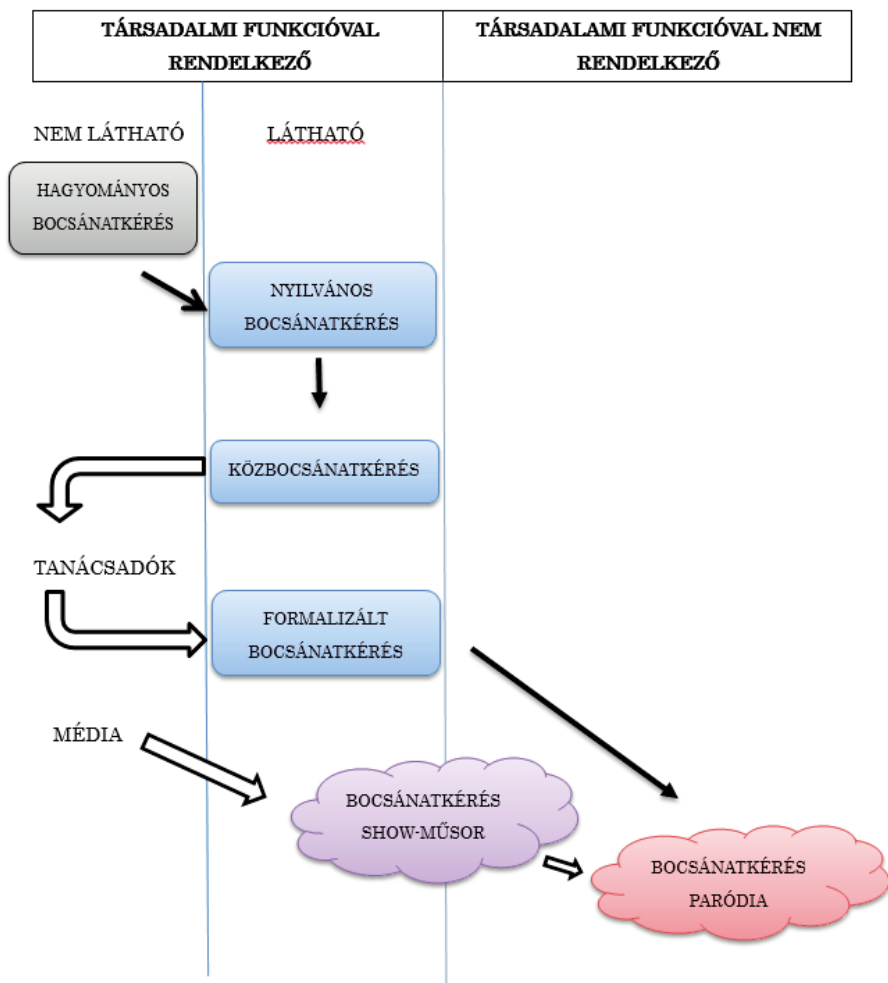 TÁRSADALMI FUNKCIÓVAL
RENDELKEZŐ
TÁRSADALAMI FUNKCIÓVAL NEM
RENDELKEZŐ
NEM LÁTHATÓ
LÁTHATÓ
HAGYOMÁNYOS
BOCSÁNATKÉRÉS
NYILVÁNOS
BOCSÁNATKÉRÉS
KÖZBOCSÁNATKÉRÉS
TANÁCSADÓK
FORMALIZÁLT
BOCSÁNATKÉRÉS
MÉDIA
BOCSÁNATKÉRÉS
SHOW-MŰSOR
BOCSÁNATKÉRÉS
PARÓDIA